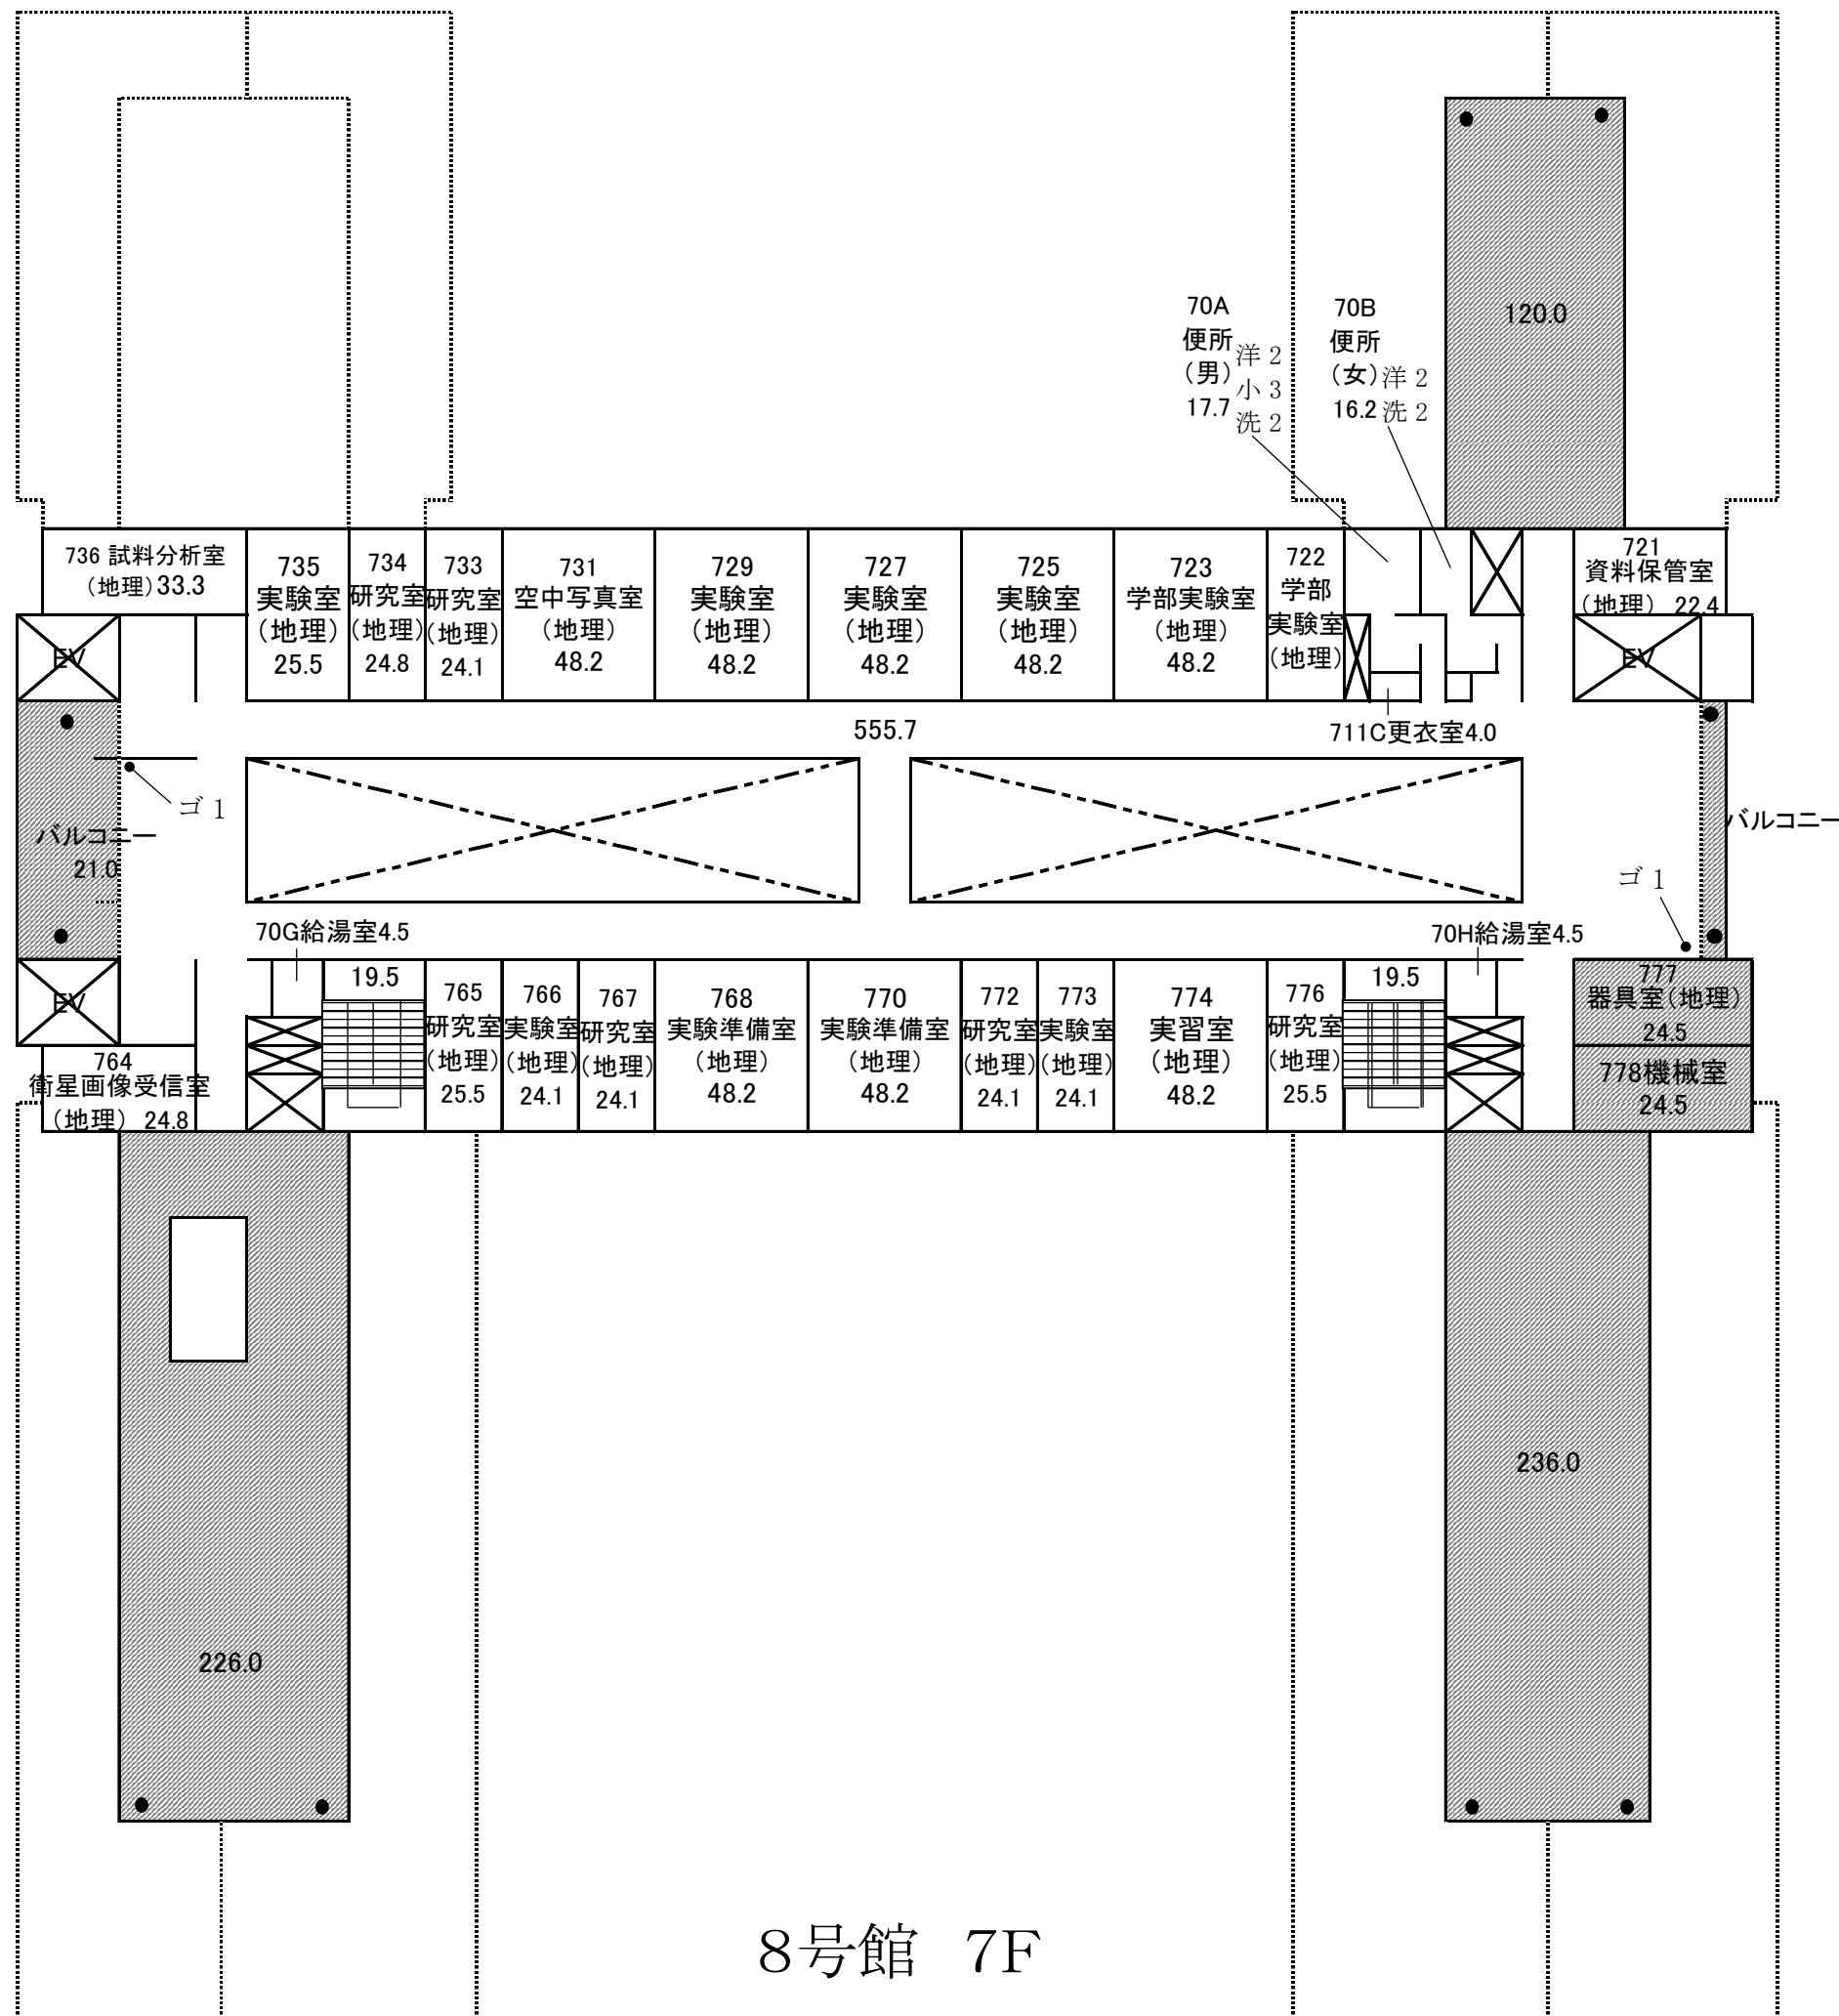 70A
便所
(男)
17.7
洋2
小3
洗2
70B
便所
(女)
16.2
洋2
洗2
120.0
736 試料分析室
(地理)33.3
735
実験室
(地理)
25.5
734
研究室
(地理)
24.8
733
研究室
(地理)
24.1
731
空中写真室
(地理)
48.2
729
実験室
(地理)
48.2
727
実験室
(地理)
48.2
725
実験室
(地理)
48.2
723
学部実験室
(地理)
48.2
722
学部
実験室
(地理)
721
資料保管室
(地理) 22.4
EV
EV
555.7
711C更衣室4.0
ゴ1
バルコニー
21.0
バルコニー
ゴ1
70G給湯室4.5
70H給湯室4.5
EV
764
衛星画像受信室
(地理) 24.8
19.5
765
研究室
(地理)
25.5
766
実験室
(地理)
24.1
767
研究室
(地理)
24.1
768
実験準備室
(地理)
48.2
770
実験準備室
(地理)
48.2
772
研究室
(地理)
24.1
773
実験室
(地理)
24.1
774
実習室
(地理)
48.2
776
研究室
(地理)
25.5
19.5
777
器具室(地理)
24.5
778機械室
24.5
236.0
226.0
8号館 7F